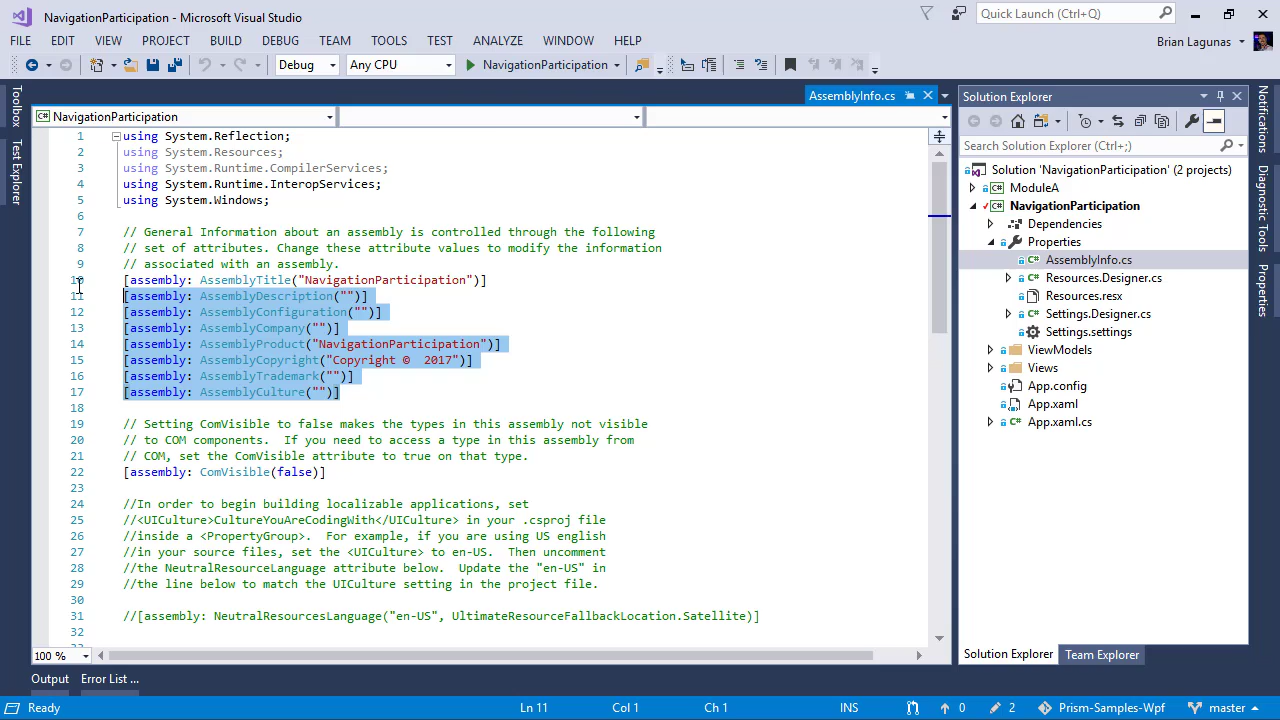 NavigationParticipation - Microsoft Visual Studio
Quick Launch (Ctrl+Q)
FILE EDIT VIEW PROJECT BUILD DEBUG TEAM TOOLS TEST ANALYZE WINDOW HELP
Brian Lagunas
Debug Any CPU NavigationParticipation
Toolbox
Test Explorer
AssemblyInfo.cs
NavigationParticipation
1 using System.Reflection;
2 using System.Resources;
3 using System.Runtime.CompilerServices;
4 using System.Runtime.InteropServices;
5 using System.Windows;
6
7 // General Information about an assembly is controlled through the following
8 // set of attributes. Change these attribute values to modify the information
9 // associated with an assembly.
10 [assembly: AssemblyTitle("NavigationParticipation")]
11 [assembly: AssemblyDescription("")]
12 [assembly: AssemblyConfiguration("")]
13 [assembly: AssemblyCompany("")]
14 [assembly: AssemblyProduct("NavigationParticipation")]
15 [assembly: AssemblyCopyright("Copyright ©  2017")]
16 [assembly: AssemblyTrademark("")]
17 [assembly: AssemblyCulture("")]
18
19 // Setting ComVisible to false makes the types in this assembly not visible
20 // to COM components.  If you need to access a type in this assembly from
21 // COM, set the ComVisible attribute to true on that type.
22 [assembly: ComVisible(false)]
23
24 //In order to begin building localizable applications, set
25 //<UICulture>CultureYouAreCodingWith</UICulture> in your .csproj file
26 //inside a <PropertyGroup>.  For example, if you are using US english
27 //in your source files, set the <UICulture> to en-US.  Then uncomment
28 //the NeutralResourceLanguage attribute below.  Update the "en-US" in
29 //the line below to match the UICulture setting in the project file.
30
31 //[assembly: NeutralResourcesLanguage("en-US", UltimateResourceFallbackLocation.Satellite)]
32
100 %
Solution Explorer
Search Solution Explorer (Ctrl+;)
Solution 'NavigationParticipation' (2 projects)
ModuleA
NavigationParticipation
Dependencies
Properties
AssemblyInfo.cs
Resources.Designer.cs
Resources.resx
Settings.Designer.cs
Settings.settings
ViewModels
Views
App.config
App.xaml
App.xaml.cs
Solution Explorer Team Explorer
Notifications
Diagnostic Tools
Properties
Output Error List ...
Ready Ln 11 Col 1 Ch 1 INS 0 2 Prism-Samples-Wpf master